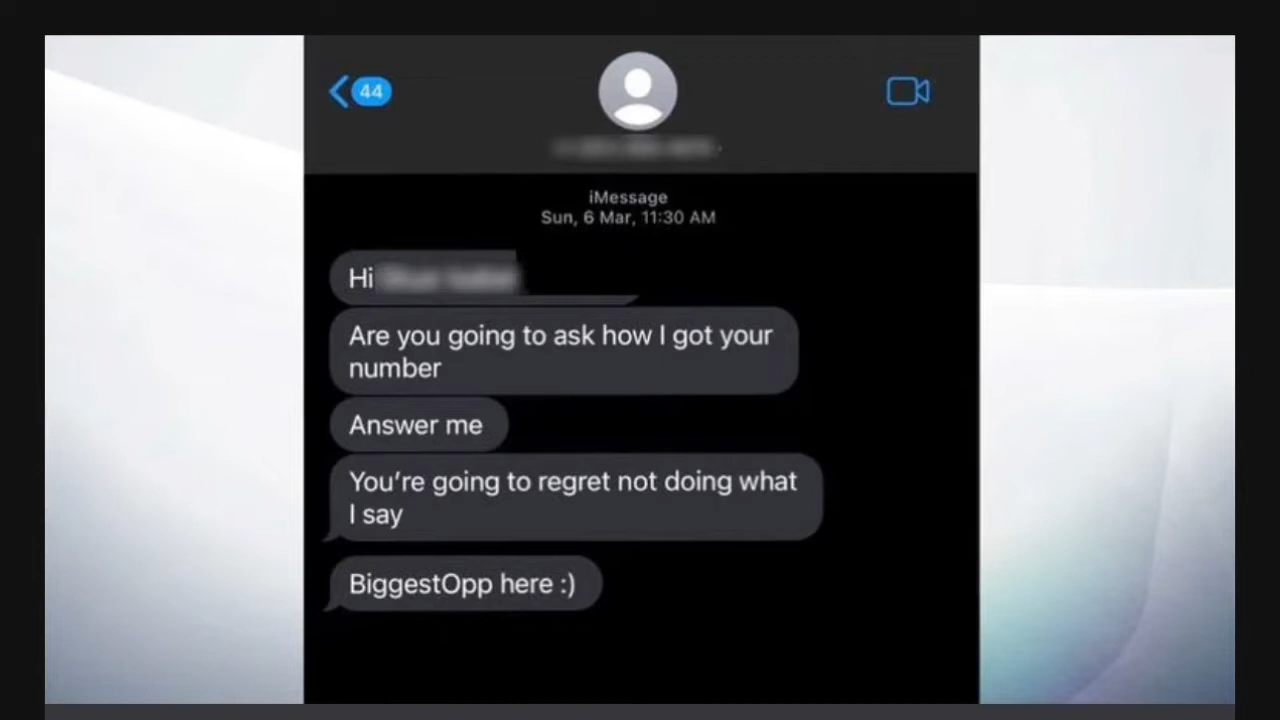 44
iMessage
Sun, 6 Mar, 11:30 AM
Hi
Are you going to ask how I got your
number
Answer me
You’re going to regret not doing what
I say
BiggestOpp here :)